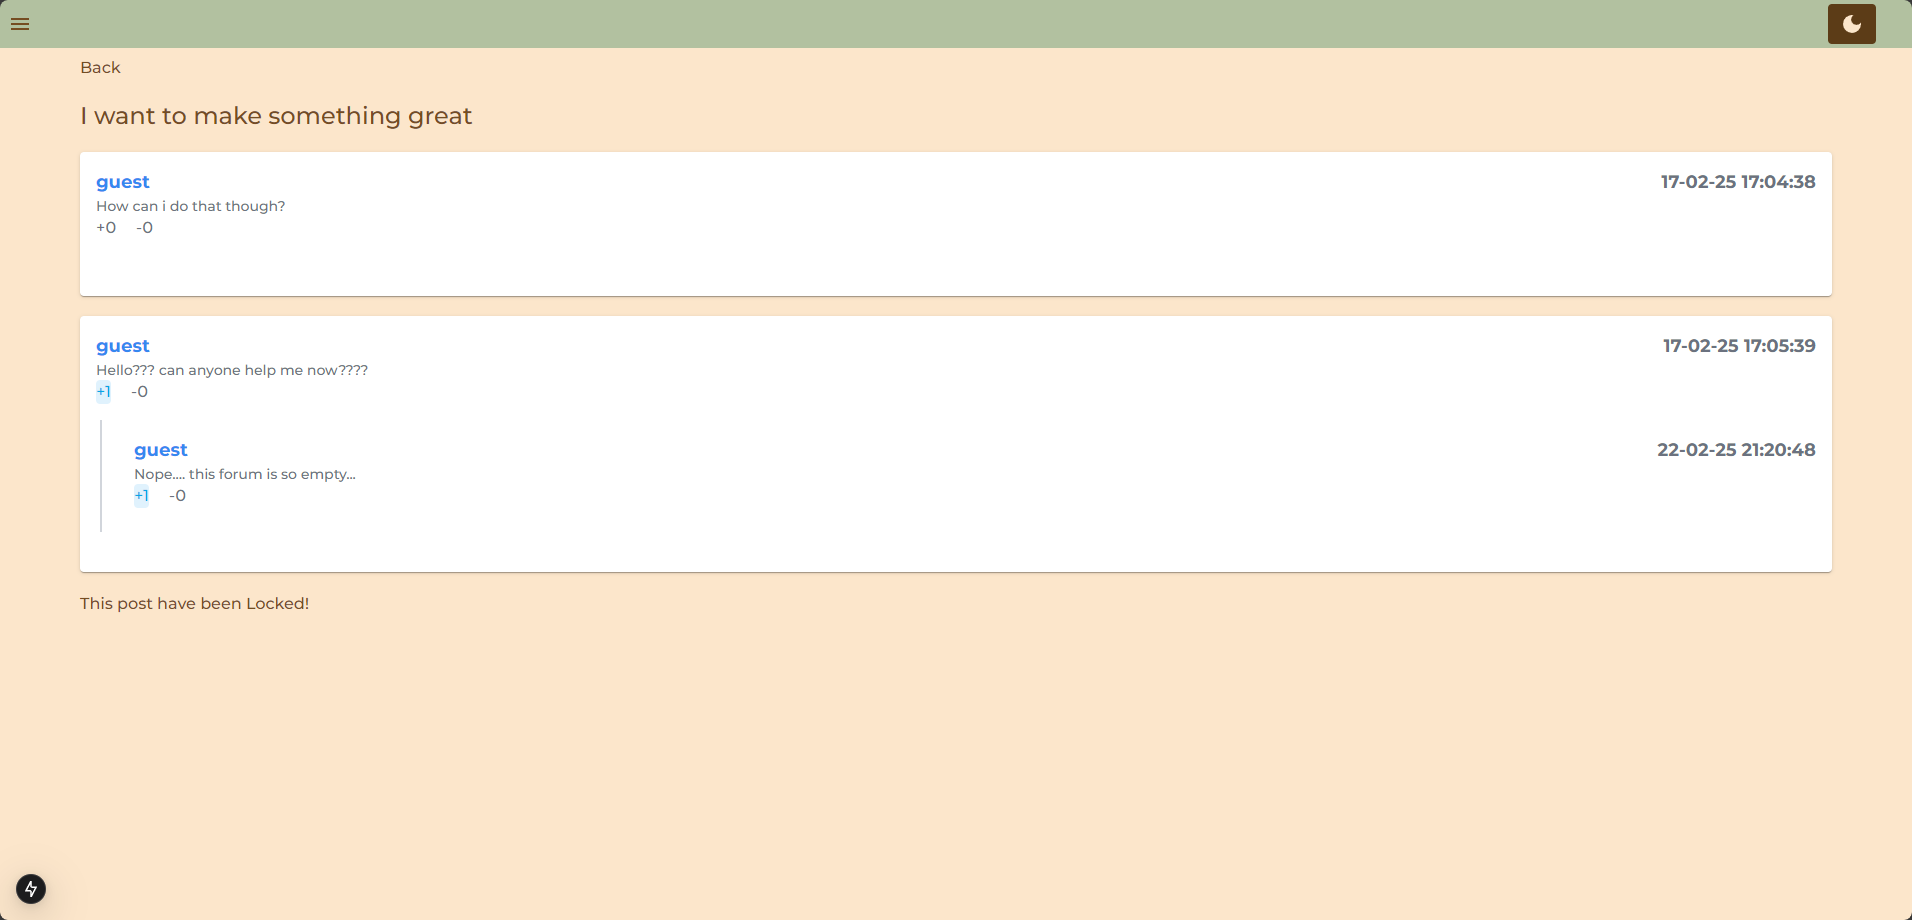 Back
I want to make something great
guest 17-02-25 17:04:38
How can i do that though?
+0 -0
guest 17-02-25 17:05:39
Hello??? can anyone help me now????
+1 -0
guest 22-02-25 21:20:48
Nope.... this forum is so empty...
+1 -0
This post have been Locked!